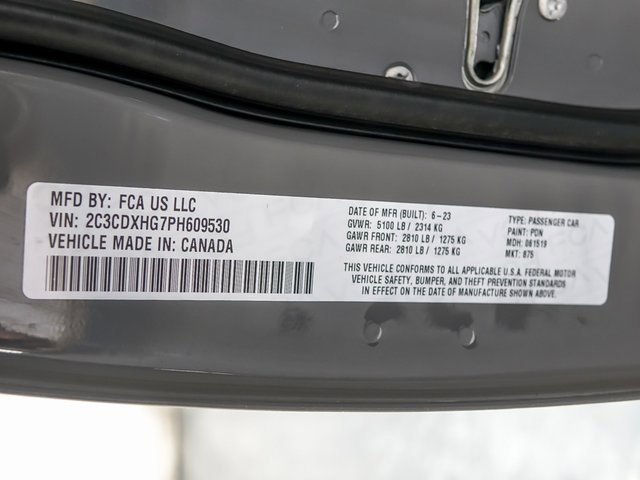 MFD BY: FCA US LLC
VIN: 2C3CDXHG7PH609530
VEHICLE MADE IN: CANADA
DATE OF MFR (BUILT): 6-23
GVWR: 5100 LB / 2314 KG
GAWR FRONT: 2810 LB / 1275 KG
GAWR REAR: 2810 LB / 1275 KG
TYPE: PASSENGER CAR
PAINT: PDN
MDH: 061519
MKT: 875
THIS VEHICLE CONFORMS TO ALL APPLICABLE U.S.A. FEDERAL MOTOR
VEHICLE SAFETY, BUMPER, AND THEFT PREVENTION STANDARDS
IN EFFECT ON THE DATE OF MANUFACTURE SHOWN ABOVE.